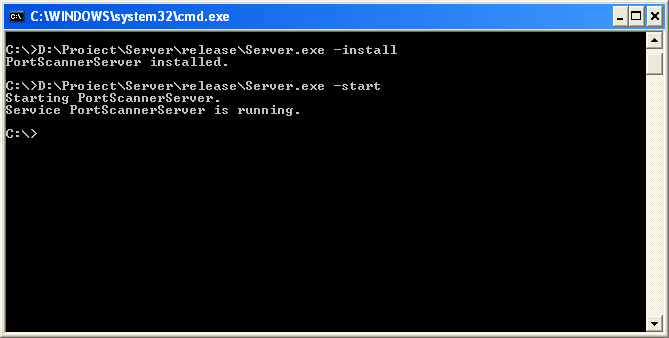 C:\WINDOWS\system32\cmd.exe
C:\>D:\Proiect\Server\release\Server.exe -install
PortScannerServer installed.
C:\>D:\Proiect\Server\release\Server.exe -start
Starting PortScannerServer.
Service PortScannerServer is running.
C:\>